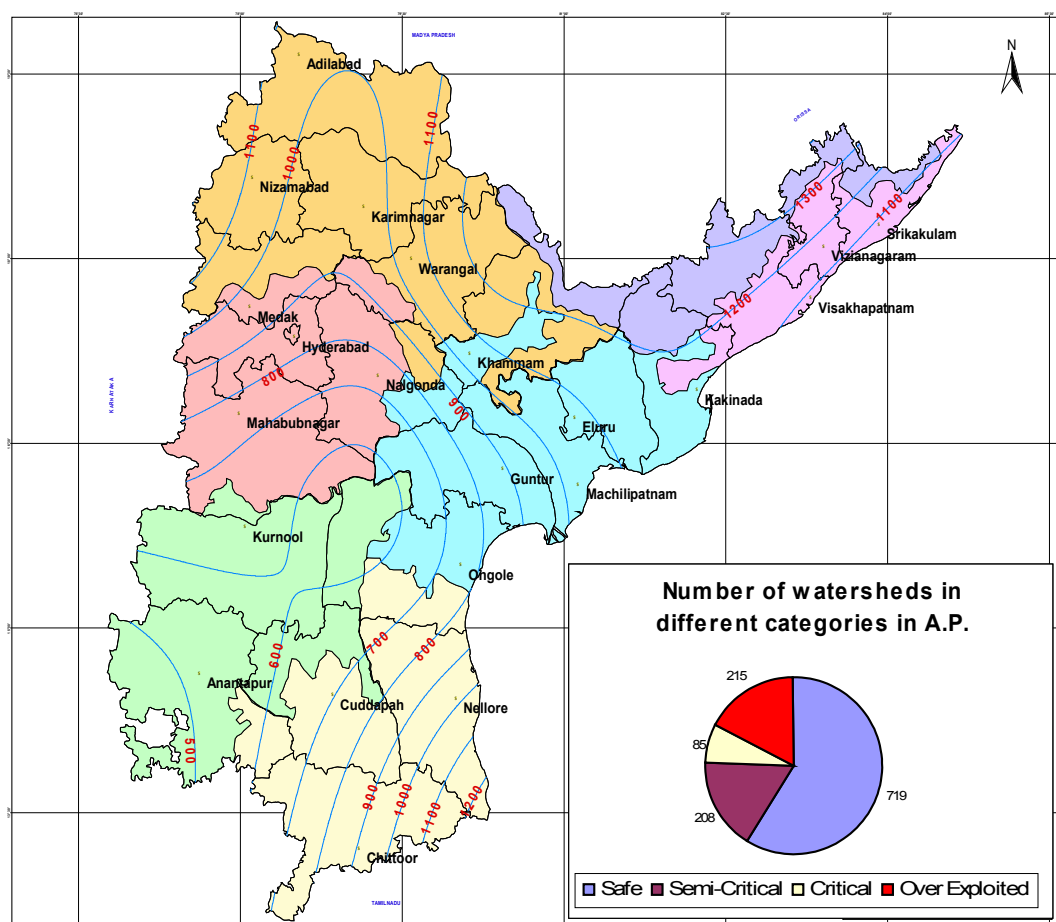 MADYA PRADESH
N
Adilabad
ORISSA
1100
1100
1000
Nizamabad
1300
Karimnagar
1100
Srikakulam
Vizianagaram
Warangal
1200
Visakhapatnam
Medak
Hyderabad
Khammam
800
KARNATAKA
Nalgonda
Kakinada
900
Mahabubnagar
Eluru
Guntur
Machilipatnam
Kurnool
Ongole
Number of watersheds in
different categories in A.P.
700
800
600
Anantapur
215
Cuddapah
Nellore
500
85
719
900
1000
1100
1200
208
Chittoor
Safe Semi-Critical Critical Over Exploited
TAMILNADU